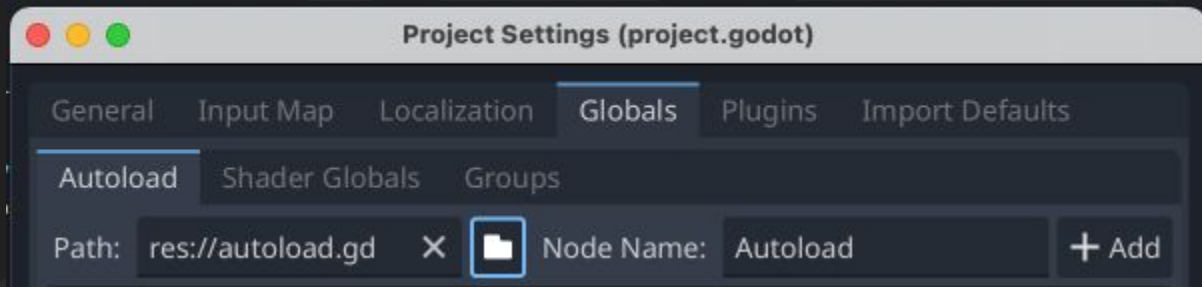 Project Settings (project.godot)
General Input Map Localization Globals Plugins Import Defaults
Autoload Shader Globals Groups
Path: res://autoload.gd Node Name: Autoload + Add